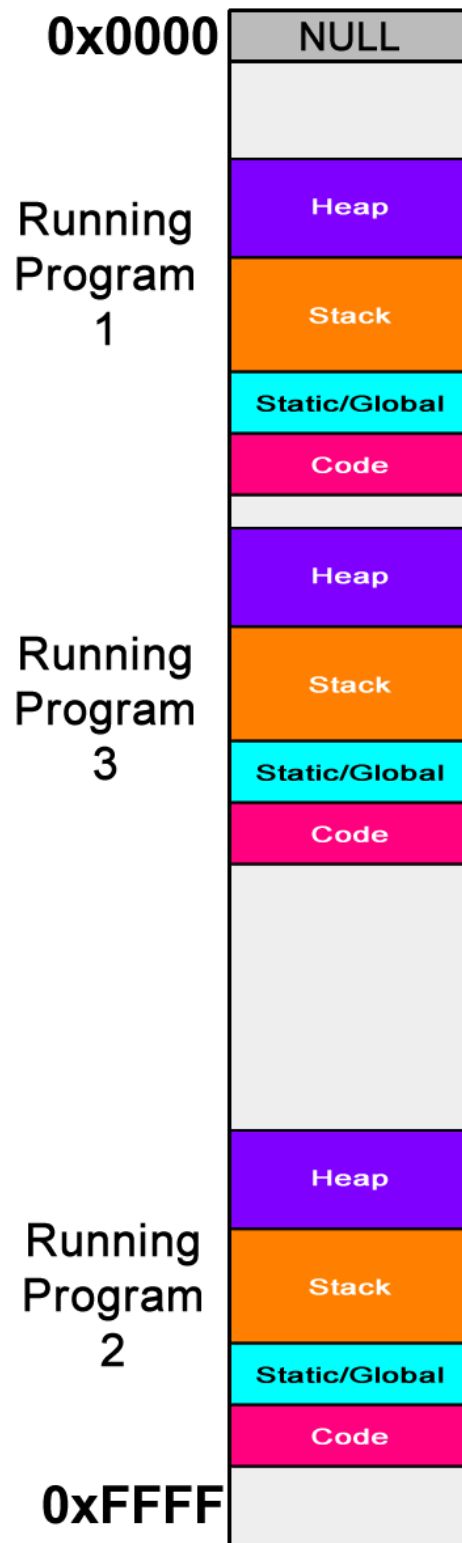 0x0000
NULL
Running
Program
1
Heap
Stack
Static/Global
Code
Running
Program
3
Heap
Stack
Static/Global
Code
Running
Program
2
Heap
Stack
Static/Global
Code
0xFFFF